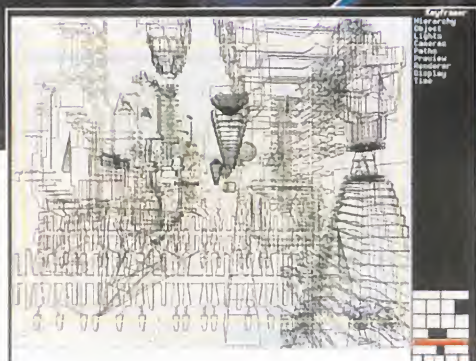 Keyframer
Hierarchy
Object
Lights
Cameras
Paths
Preview
Renderer
Display
Time